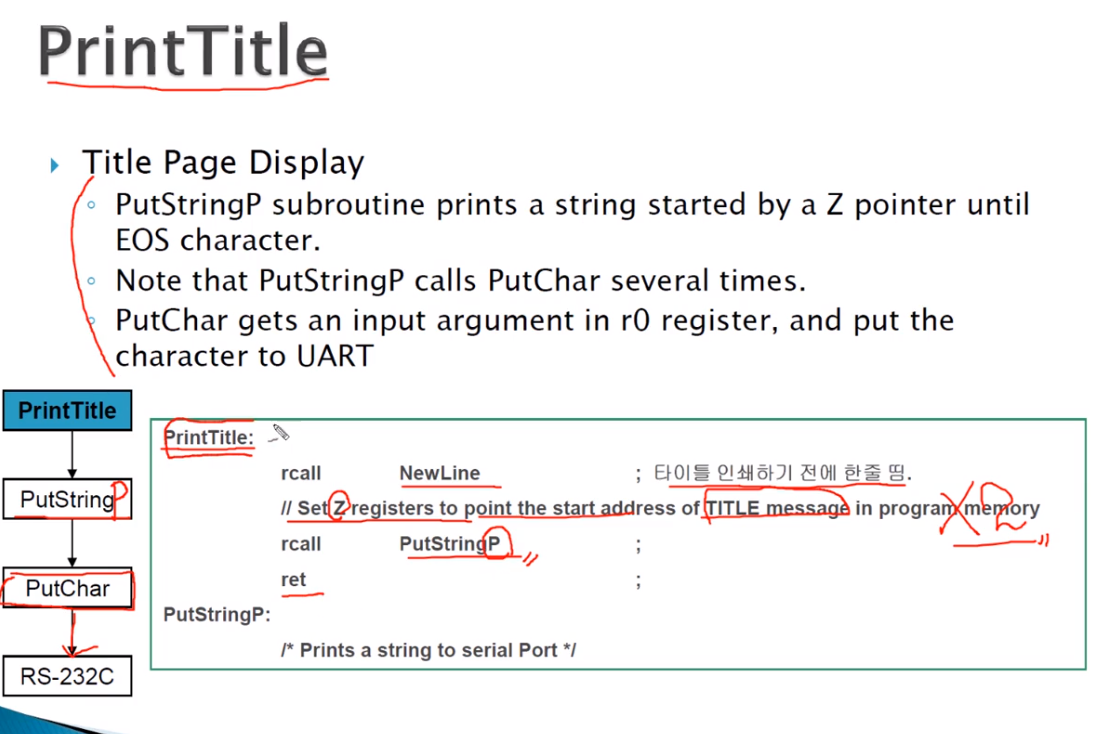 PrintTitle
Title Page Display
PutStringP subroutine prints a string started by a Z pointer until
EOS character.
Note that PutStringP calls PutChar several times.
PutChar gets an input argument in r0 register, and put the
character to UART
PrintTitle
PutStringP
PutChar
RS-232C
PrintTitle:
rcall NewLine ; 타이틀 인쇄하기 전에 한줄 띔.
// Set Z registers to point the start address of TITLE message in program memory
rcall PutStringP ;
ret ;
PutStringP:
/* Prints a string to serial Port */